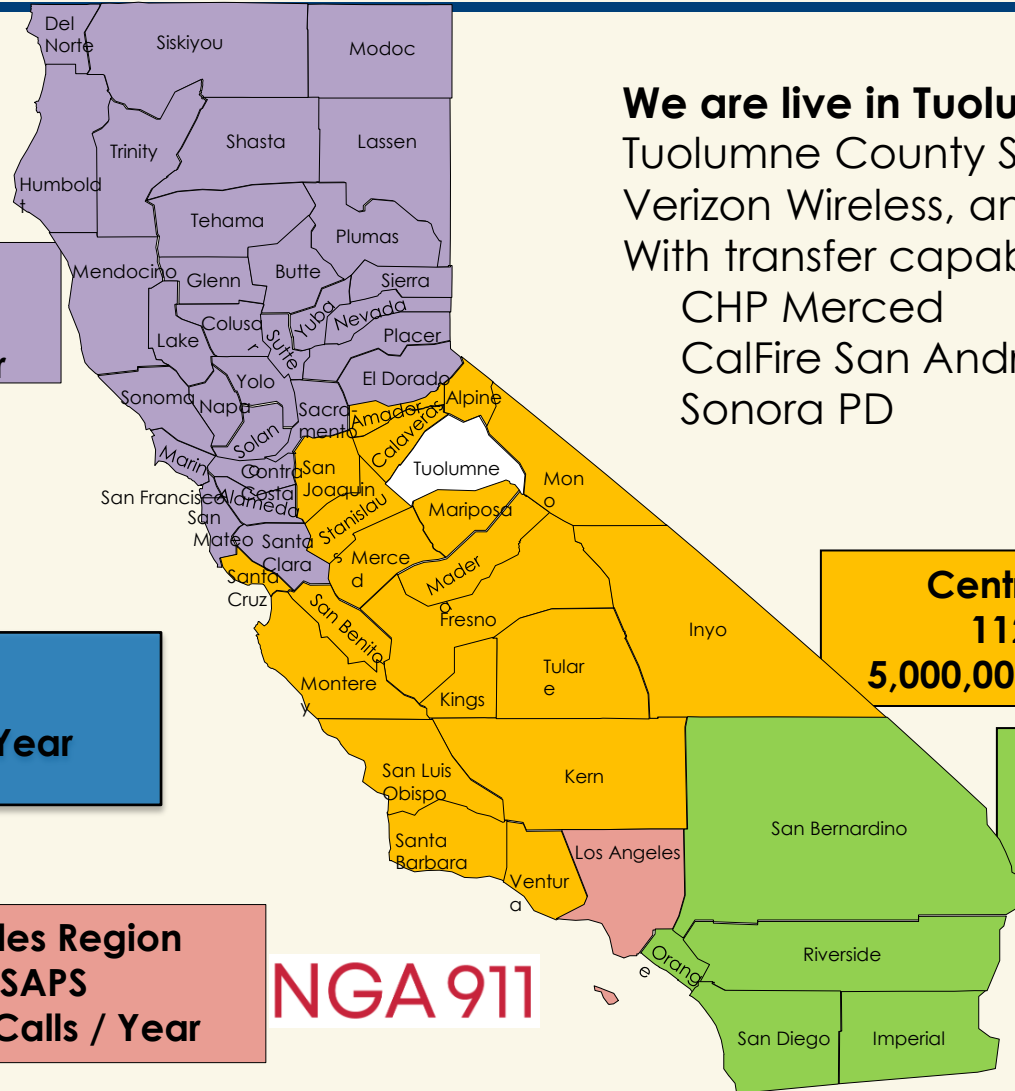 Del
Norte
Siskiyou
Modoc
We are live in Tuolu
Tuolumne County S
Verizon Wireless, an
With transfer capab
CHP Merced
CalFire San Andr
Sonora PD
Trinity
Shasta
Lassen
Humbold
t
Tehama
Plumas
Mendocino
Glenn
Butte
Sierra
Colusa
r
Sutte
Yuba
Nevada
Lake
Placer
r
Sonoma
Napa
Yolo
El Dorado
Sacra-
mento
Amador
Alpine
Calaveras
Solan
o
Marin
Contra
Costa
San
Joaquin
Tuolumne
Mon
o
San Francisco
Alameda
Stanislau
s
Mariposa
San
Mateo
Santa
Clara
Merce
d
Mader
a
Santa
Cruz
San Benito
Fresno
Inyo
Centr
11
5,000,00
Montere
y
Kings
Tular
e
Year
San Luis
Obispo
Kern
San Bernardino
Santa
Barbara
Ventur
a
Los Angeles
les Region
SAPS
Calls / Year
NGA 911
Orang
e
Riverside
San Diego
Imperial